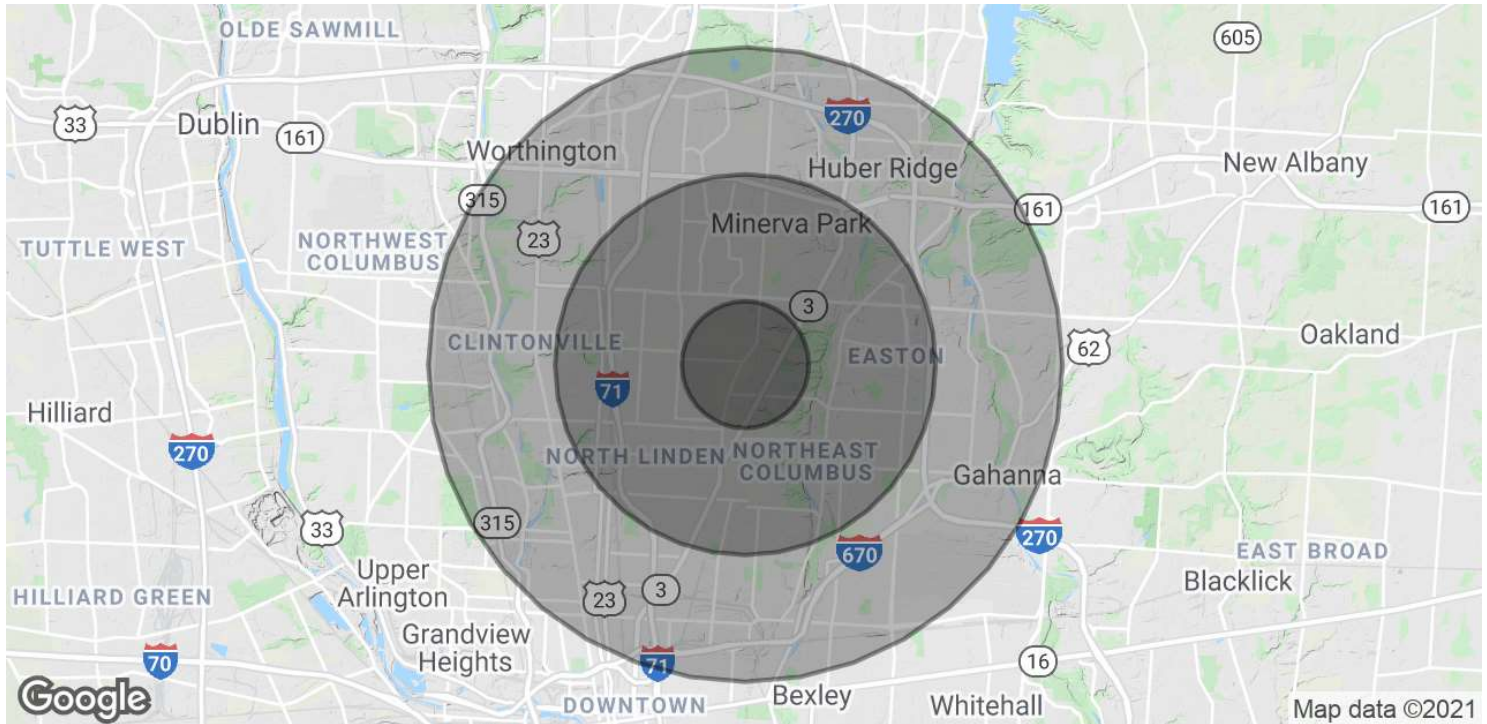 OLDE SAWMILL
605
33
Dublin
161
270
Worthington
Huber Ridge
New Albany
315
161
161
Minerva Park
TUTTLE WEST
NORTHWEST
COLUMBUS
23
3
CLINTONVILLE
EASTON
62
Oakland
71
Hilliard
270
NORTH LINDEN
NORTHEAST
COLUMBUS
Gahanna
315
33
270
670
EAST BROAD
Upper
Arlington
Blacklick
HILLIARD GREEN
23
3
Grandview
Heights
70
71
16
DOWNTOWN
Bexley
Whitehall
Google
Map data ©2021